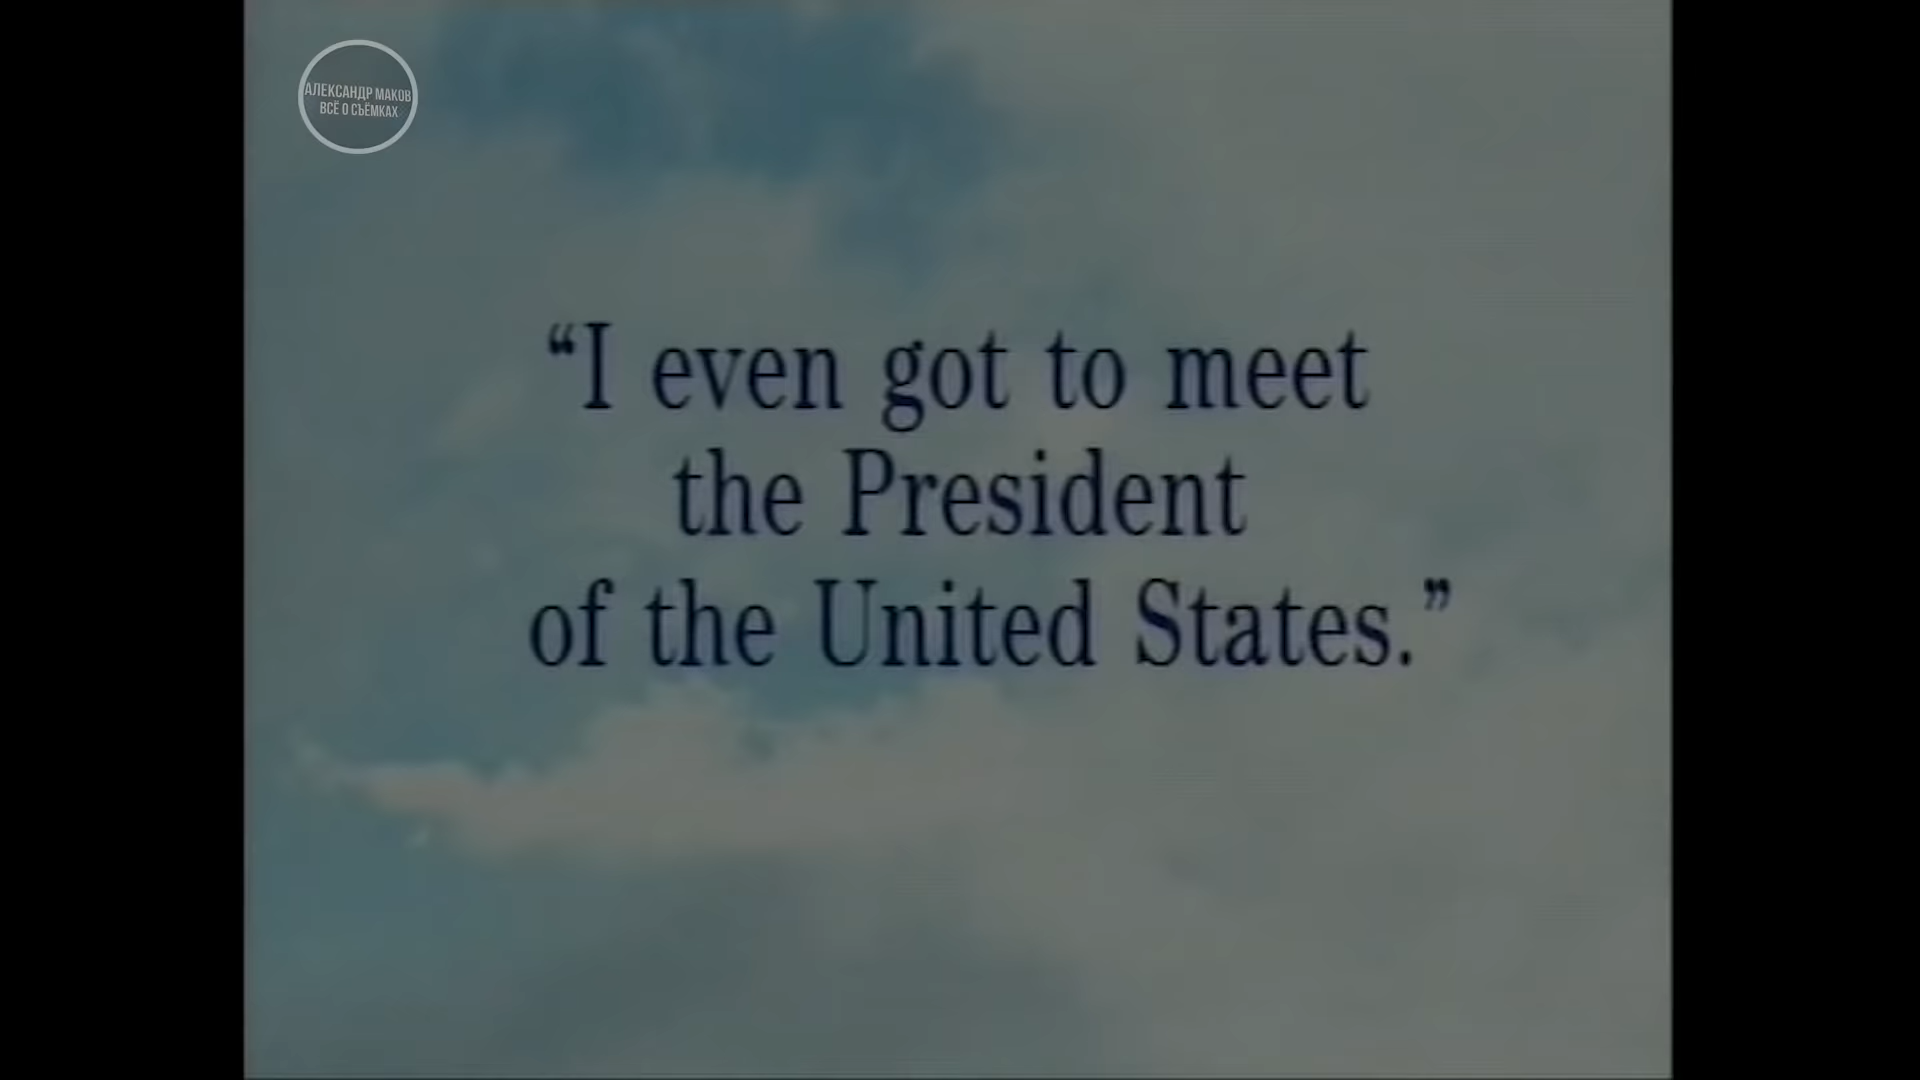 АЛЕКСАНДР МАКОВ
ВСЁ О СЪЁМКАХ
“I even got to meet
the President
of the United States.”